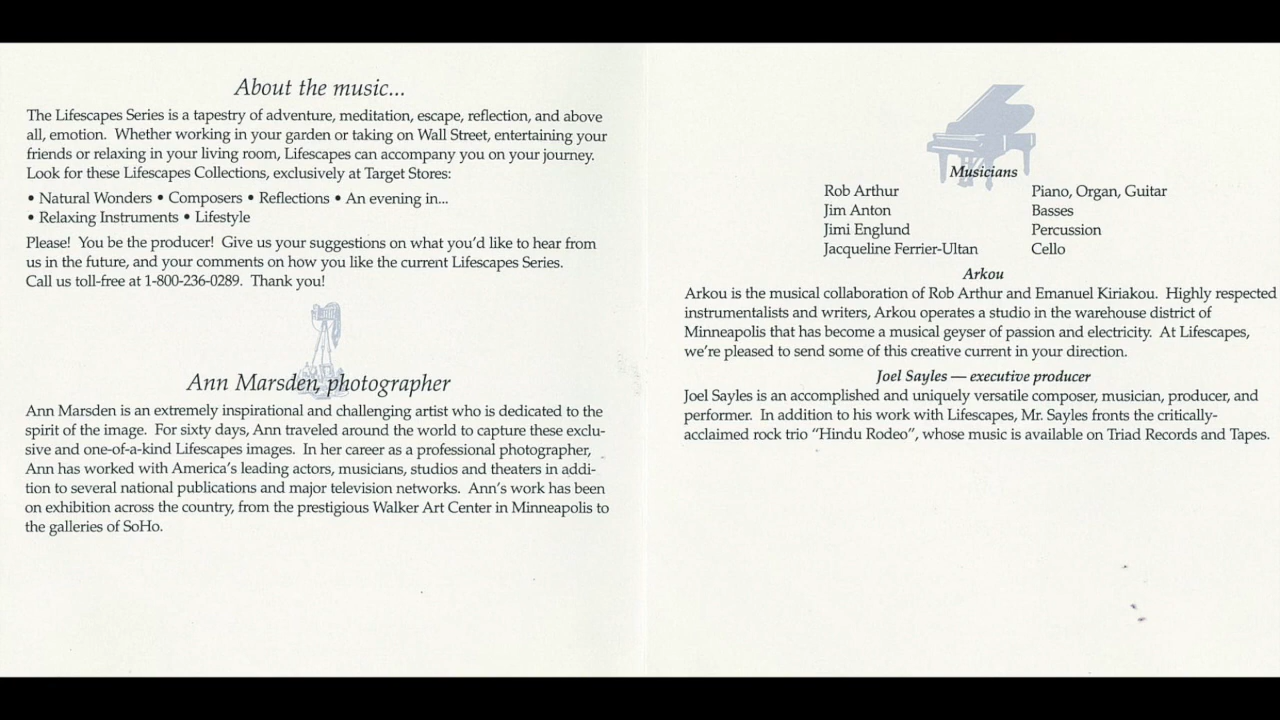 About the music...
The Lifescapes Series is a tapestry of adventure, meditation, escape, reflection, and above
all, emotion.  Whether working in your garden or taking on Wall Street, entertaining your
friends or relaxing in your living room, Lifescapes can accompany you on your journey.
Look for these Lifescapes Collections, exclusively at Target Stores:
• Natural Wonders • Composers • Reflections • An evening in...
• Relaxing Instruments • Lifestyle
Please!  You be the producer!  Give us your suggestions on what you'd like to hear from
us in the future, and your comments on how you like the current Lifescapes Series.
Call us toll-free at 1-800-236-0289.  Thank you!
Ann Marsden, photographer
Ann Marsden is an extremely inspirational and challenging artist who is dedicated to the
spirit of the image.  For sixty days, Ann traveled around the world to capture these exclu-
sive and one-of-a-kind Lifescapes images.  In her career as a professional photographer,
Ann has worked with America's leading actors, musicians, studios and theaters in addi-
tion to several national publications and major television networks.  Ann's work has been
on exhibition across the country, from the prestigious Walker Art Center in Minneapolis to
the galleries of SoHo.
Musicians
Rob Arthur Piano, Organ, Guitar
Jim Anton Basses
Jimi Englund Percussion
Jacqueline Ferrier-Ultan Cello
Arkou
Arkou is the musical collaboration of Rob Arthur and Emanuel Kiriakou.  Highly respected
instrumentalists and writers, Arkou operates a studio in the warehouse district of
Minneapolis that has become a musical geyser of passion and electricity.  At Lifescapes,
we're pleased to send some of this creative current in your direction.
Joel Sayles — executive producer
Joel Sayles is an accomplished and uniquely versatile composer, musician, producer, and
performer.  In addition to his work with Lifescapes, Mr. Sayles fronts the critically-
acclaimed rock trio "Hindu Rodeo", whose music is available on Triad Records and Tapes.